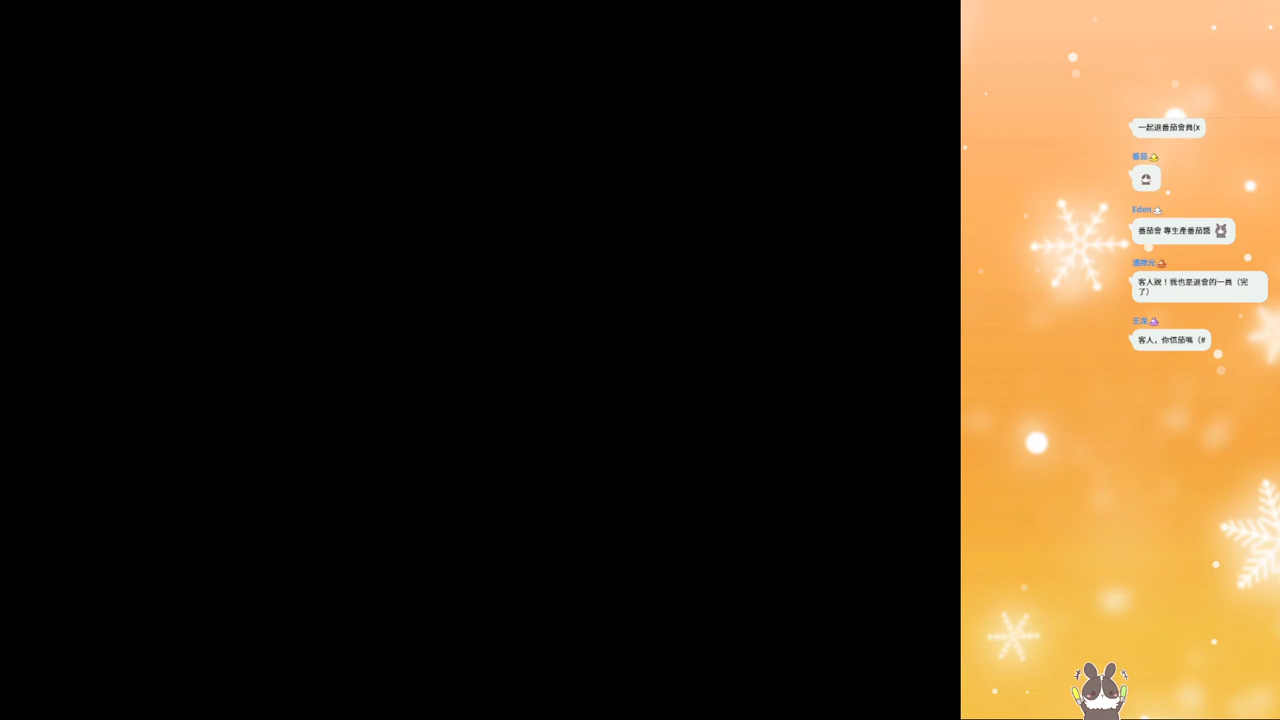 一起退番茄會員(x
番茄
Eden
番茄會 專生產番茄醬
客人說！我也是退會的一員（完
了）
客人，你信茄嗎（#